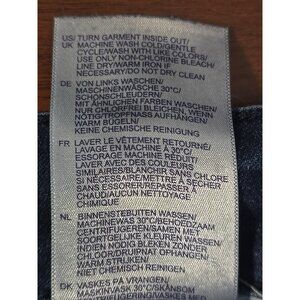 US/ TURN GARMENT INSIDE OUT/
UK MACHINE WASH COLD/GENTLE
CYCLE/WASH WITH LIKE COLORS/
USE ONLY NON-CHLORINE BLEACH/
LINE DRY/WARM IRON IF
NECESSARY/DO NOT DRY CLEAN
DE VON LINKS WASCHEN/
MASCHINENWÄSCHE 30°C/
SCHONSCHLEUDERN/
MIT ÄHNLICHEN FARBEN WASCHEN/
NUR CHLORFREI BLEICHEN, WENN
NÖTIG/TROPFNASS AUFHÄNGEN/
WARM BÜGELN/
KEINE CHEMISCHE REINIGUNG
FR LAVER LE VÊTEMENT RETOURNÉ/
LAVAGE EN MACHINE À 30°C/
ESSORAGE MACHINE RÉDUIT/
LAVER AVEC DES COULEURS
SIMILAIRES/BLANCHIR SANS CHLORE
SI NÉCESSAIRE/METTRE À SÉCHER
SANS ESSORER/REPASSER À
CHAUD/AUCUN NETTOYAGE
CHIMIQUE
NL BINNENSTEBUITEN WASSEN/
MACHINEWAS 30°C/BEHOEDZAAM
CENTRIFUGEREN/SAMEN MET
SOORTGELIJKE KLEUREN WASSEN/
INDIEN NODIG BLEKEN ZONDER
CHLOOR/DRUIPNAT OPHANGEN/
WARM STRIJKEN/
NIET CHEMISCH REINIGEN
DK VASKES PÅ VRANGEN/
MASKINVASK 30°C/SKÅNSOM